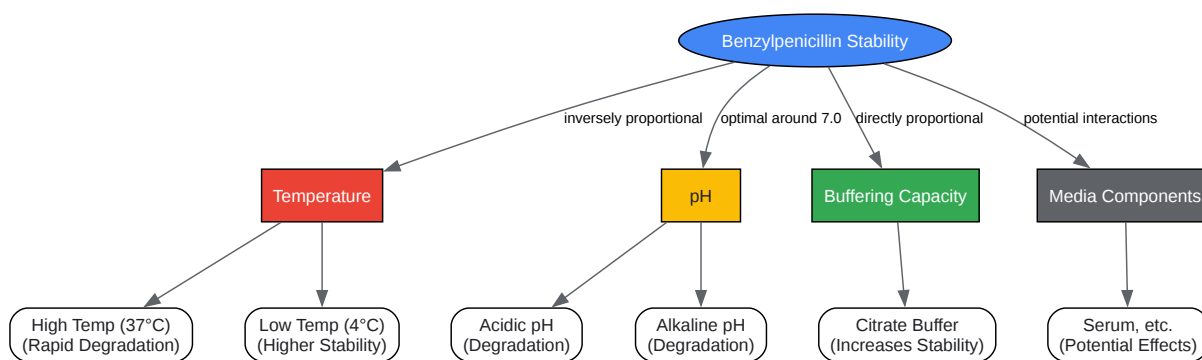 Benzylpenicillin Stability
inversely proportional
optimal around 7.0
directly proportional
potential interactions
Temperature
pH
Buffering Capacity
Media Components
High Temp (37°C)
(Rapid Degradation)
Low Temp (4°C)
(Higher Stability)
Acidic pH
(Degradation)
Alkaline pH
(Degradation)
Citrate Buffer
(Increases Stability)
Serum, etc.
(Potential Effects)